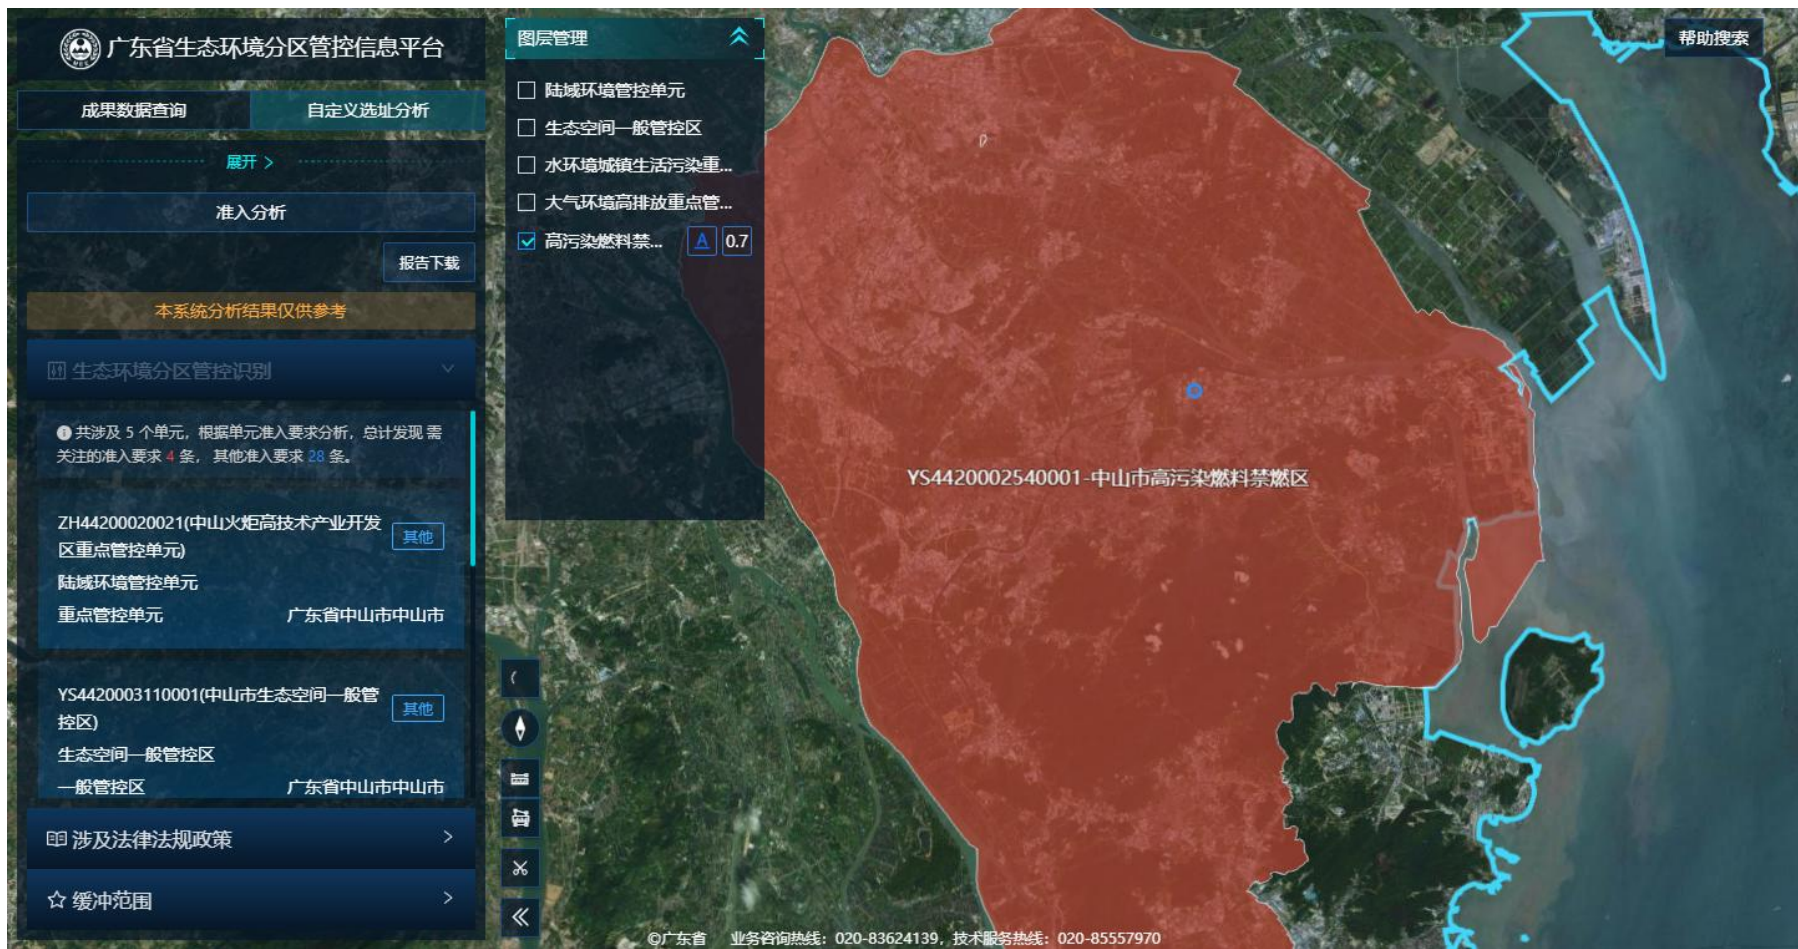 广东省生态环境分区管控信息平台
成果数据查询
自定义选址分析
展开 >
准入分析
报告下载
本系统分析结果仅供参考
生态环境分区管控识别
共涉及 5 个单元，根据单元准入要求分析，总计发现 需
关注的准入要求 4 条， 其他准入要求 28 条。
ZH44200020021(中山火炬高技术产业开发
区重点管控单元)
其他
陆域环境管控单元
重点管控单元
广东省中山市中山市
YS4420003110001(中山市生态空间一般管
控区)
其他
生态空间一般管控区
一般管控区
广东省中山市中山市
涉及法律法规政策
缓冲范围
图层管理
陆域环境管控单元
生态空间一般管控区
水环境城镇生活污染重...
大气环境高排放重点管...
高污染燃料禁...
A
0.7
帮助搜索
YS4420002540001-中山市高污染燃料禁燃区
©广东省 业务咨询热线：020-83624139，技术服务热线：020-85557970